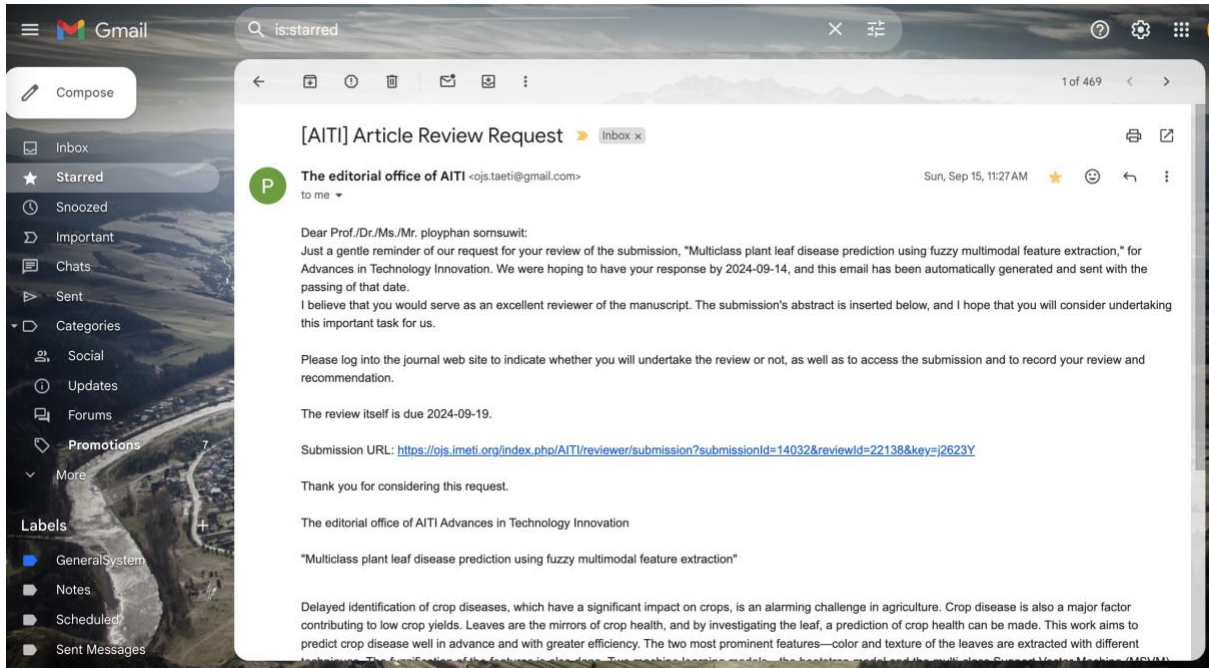 Gmail
is:starred
Compose
1 of 469
Inbox
Starred
Snoozed
Important
Chats
Sent
Categories
Social
Updates
Forums
Promotions 7
More
Labels
GeneralSystem
Notes
Scheduled
Sent Messages
[AITI] Article Review Request Inbox x
P
The editorial office of AITI <ojs.taeti@gmail.com> Sun, Sep 15, 11:27 AM
to me
Dear Prof./Dr./Ms./Mr. ployphan sornsuwit:
Just a gentle reminder of our request for your review of the submission, "Multiclass plant leaf disease prediction using fuzzy multimodal feature extraction," for
Advances in Technology Innovation. We were hoping to have your response by 2024-09-14, and this email has been automatically generated and sent with the
passing of that date.
I believe that you would serve as an excellent reviewer of the manuscript. The submission's abstract is inserted below, and I hope that you will consider undertaking
this important task for us.
Please log into the journal web site to indicate whether you will undertake the review or not, as well as to access the submission and to record your review and
recommendation.
The review itself is due 2024-09-19.
Submission URL: https://ojs.imeti.org/index.php/AITI/reviewer/submission?submissionId=14032&reviewId=22138&key=j2623Y
Thank you for considering this request.
The editorial office of AITI Advances in Technology Innovation
"Multiclass plant leaf disease prediction using fuzzy multimodal feature extraction"
Delayed identification of crop diseases, which have a significant impact on crops, is an alarming challenge in agriculture. Crop disease is also a major factor
contributing to low crop yields. Leaves are the mirrors of crop health, and by investigating the leaf, a prediction of crop health can be made. This work aims to
predict crop disease well in advance and with greater efficiency. The two most prominent features—color and texture of the leaves are extracted with different